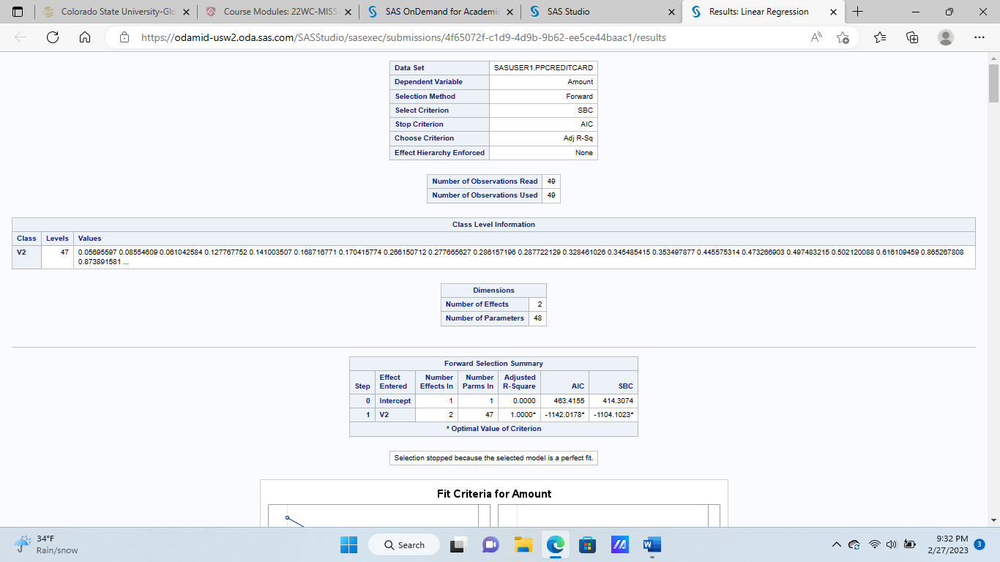 Colorado State University-Glo
Course Modules: 22WC-MIS5
SAS OnDemand for Academic
SAS Studio
Results: Linear Regression
https://odamid-usw2.oda.sas.com/SASStudio/sasexec/submissions/4f65072f-c1d9-4d9b-9b62-ee5ce44baac1/results
Data Set SASUSER1.PPCREDITCARD
Dependent Variable Amount
Selection Method Forward
Select Criterion SBC
Stop Criterion AIC
Choose Criterion Adj R-Sq
Effect Hierarchy Enforced None
Number of Observations Read 49
Number of Observations Used 49
Class Level Information
Class Levels Values
V2 47 0.05695597 0.08554609 0.061042584 0.127767752 0.141003507 0.168716771 0.170415774 0.266150712 0.277665627 0.286157196 0.287722129 0.328461026 0.345485415 0.353497877 0.445575314 0.473266903 0.497483215 0.502120088 0.616109459 0.865267808
0.873891581 ...
Dimensions
Number of Effects 2
Number of Parameters 48
Forward Selection Summary
Step Effect Entered Number Effects In Number Parms In Adjusted R-Square AIC SBC
0 Intercept 1 1 0.0000 463.4155 414.3074
1 V2 2 47 1.0000* -1142.0178* -1104.1023*
* Optimal Value of Criterion
Selection stopped because the selected model is a perfect fit.
Fit Criteria for Amount
34°F
Rain/snow
Search
9:32 PM
2/27/2023
3